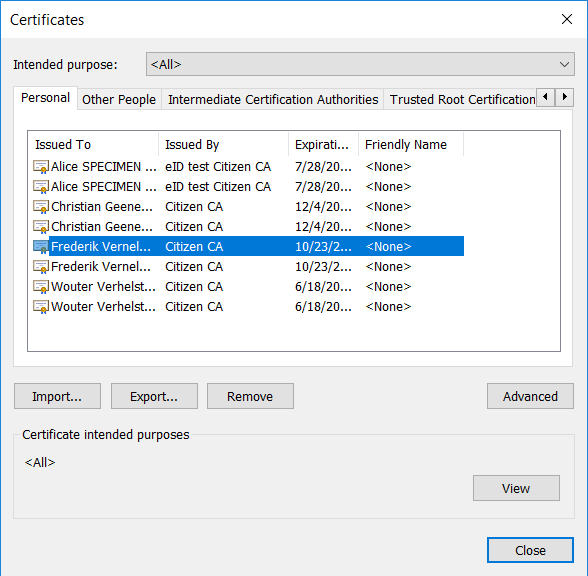 Certificates
Intended purpose: <All>
Personal Other People Intermediate Certification Authorities Trusted Root Certification
Issued To Issued By Expirati... Friendly Name
Alice SPECIMEN ... eID test Citizen CA 7/28/20... <None>
Alice SPECIMEN ... eID test Citizen CA 7/28/20... <None>
Christian Geene... Citizen CA 12/4/20... <None>
Christian Geene... Citizen CA 12/4/20... <None>
Frederik Vernel... Citizen CA 10/23/2... <None>
Frederik Vernel... Citizen CA 10/23/2... <None>
Wouter Verhelst... Citizen CA 6/18/20... <None>
Wouter Verhelst... Citizen CA 6/18/20... <None>
Import... Export... Remove Advanced
Certificate intended purposes
<All>
View
Close